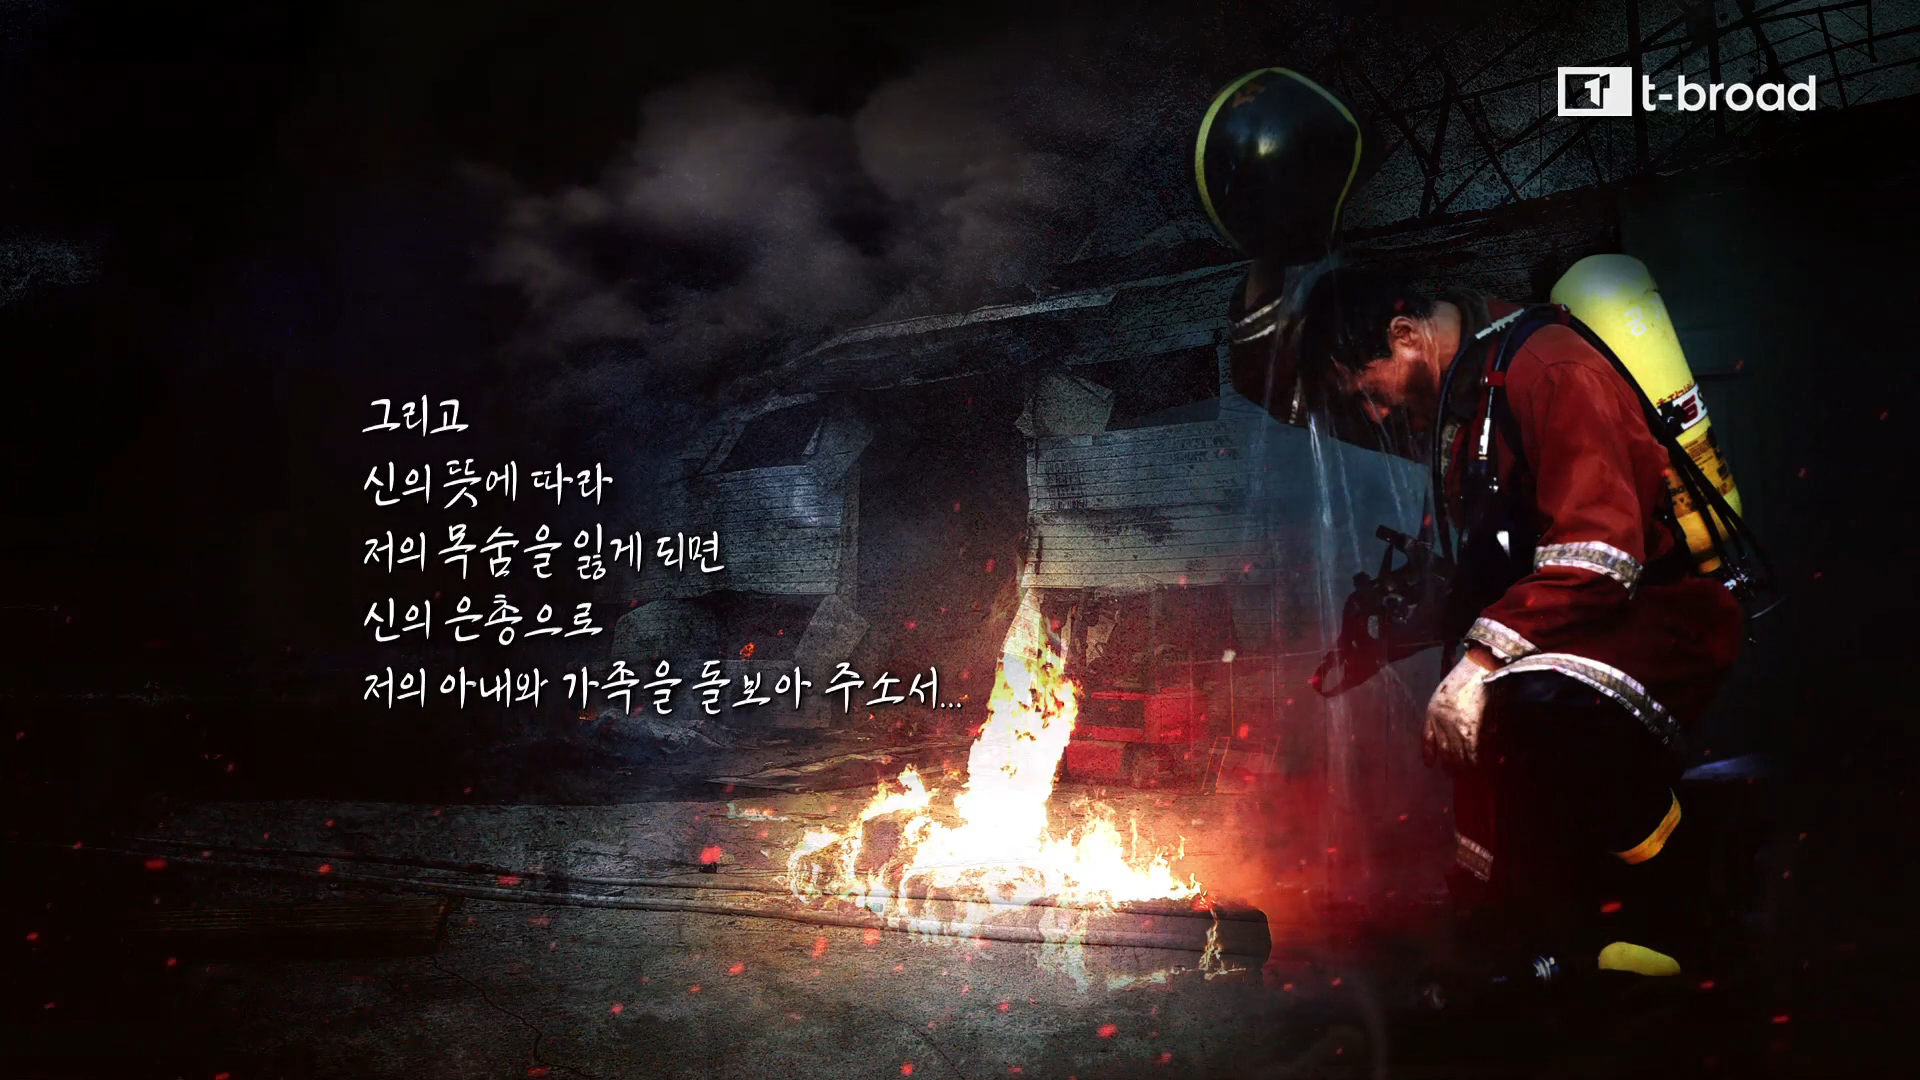 t-broad
그리고
신의 뜻에 따라
저의 목숨을 잃게 되면
신의 은총으로
저의 아내와 가족을 돌보아 주소서...